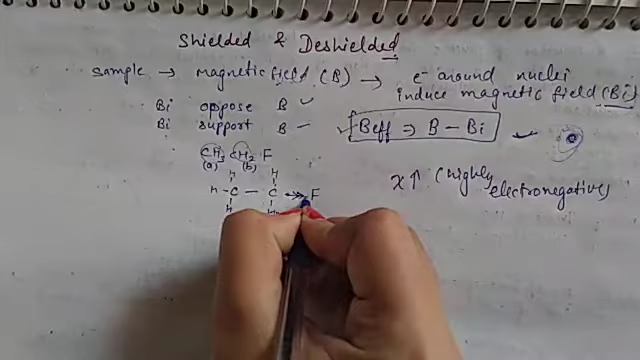 Shielded & Deshielded
Sample → magnetic field (B) → e⁻ around nuclei
induce magnetic field (Bi)
Bi oppose B
Bi support B –
Beff ⇒ B – Bi
CH3 CH2 F
(a) (b)
H H
H – C — C F
H H
x↑ (highly
electronegative)